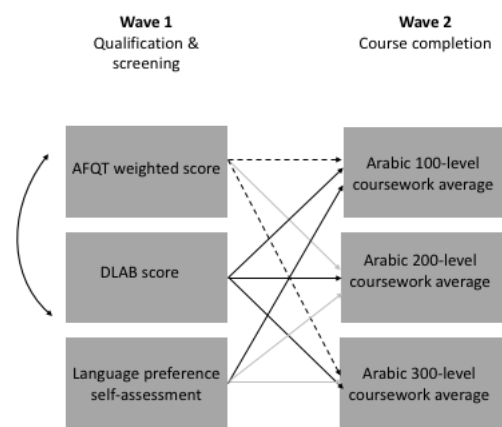 Wave 1
Qualification &
screening
Wave 2
Course completion
AFQT weighted score
Arabic 100-level
coursework average
DLAB score
Arabic 200-level
coursework average
Language preference
self-assessment
Arabic 300-level
coursework average